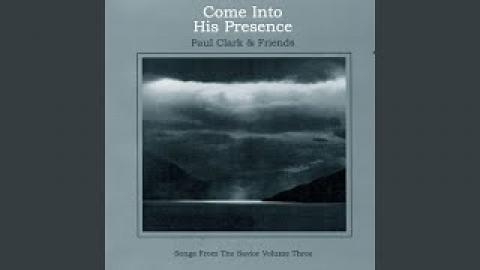 Come Into
His Presence
Paul Clark & Friends
Songs From The Savior Volume Three